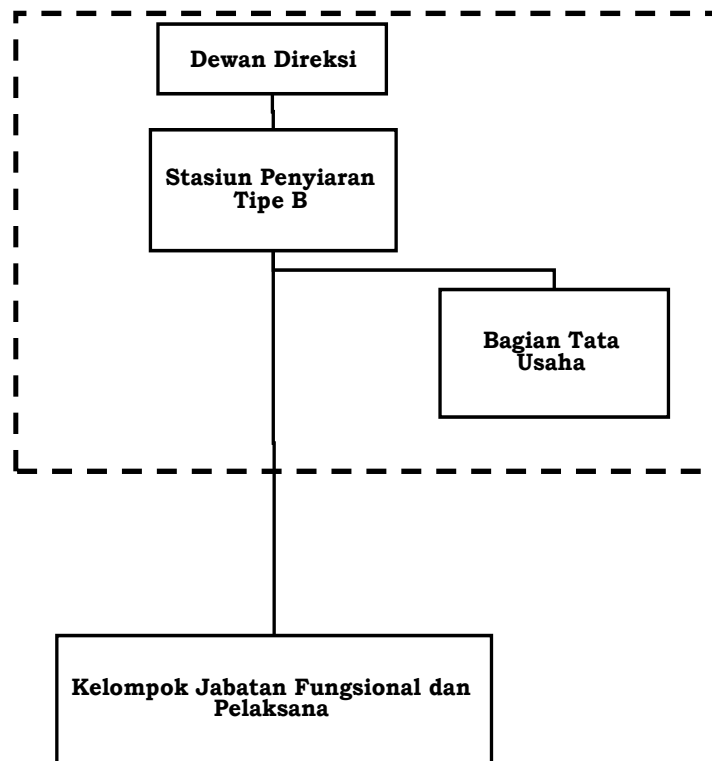 Dewan Direksi
Stasiun Penyiaran
Tipe B
Bagian Tata
Usaha
Kelompok Jabatan Fungsional dan
Pelaksana